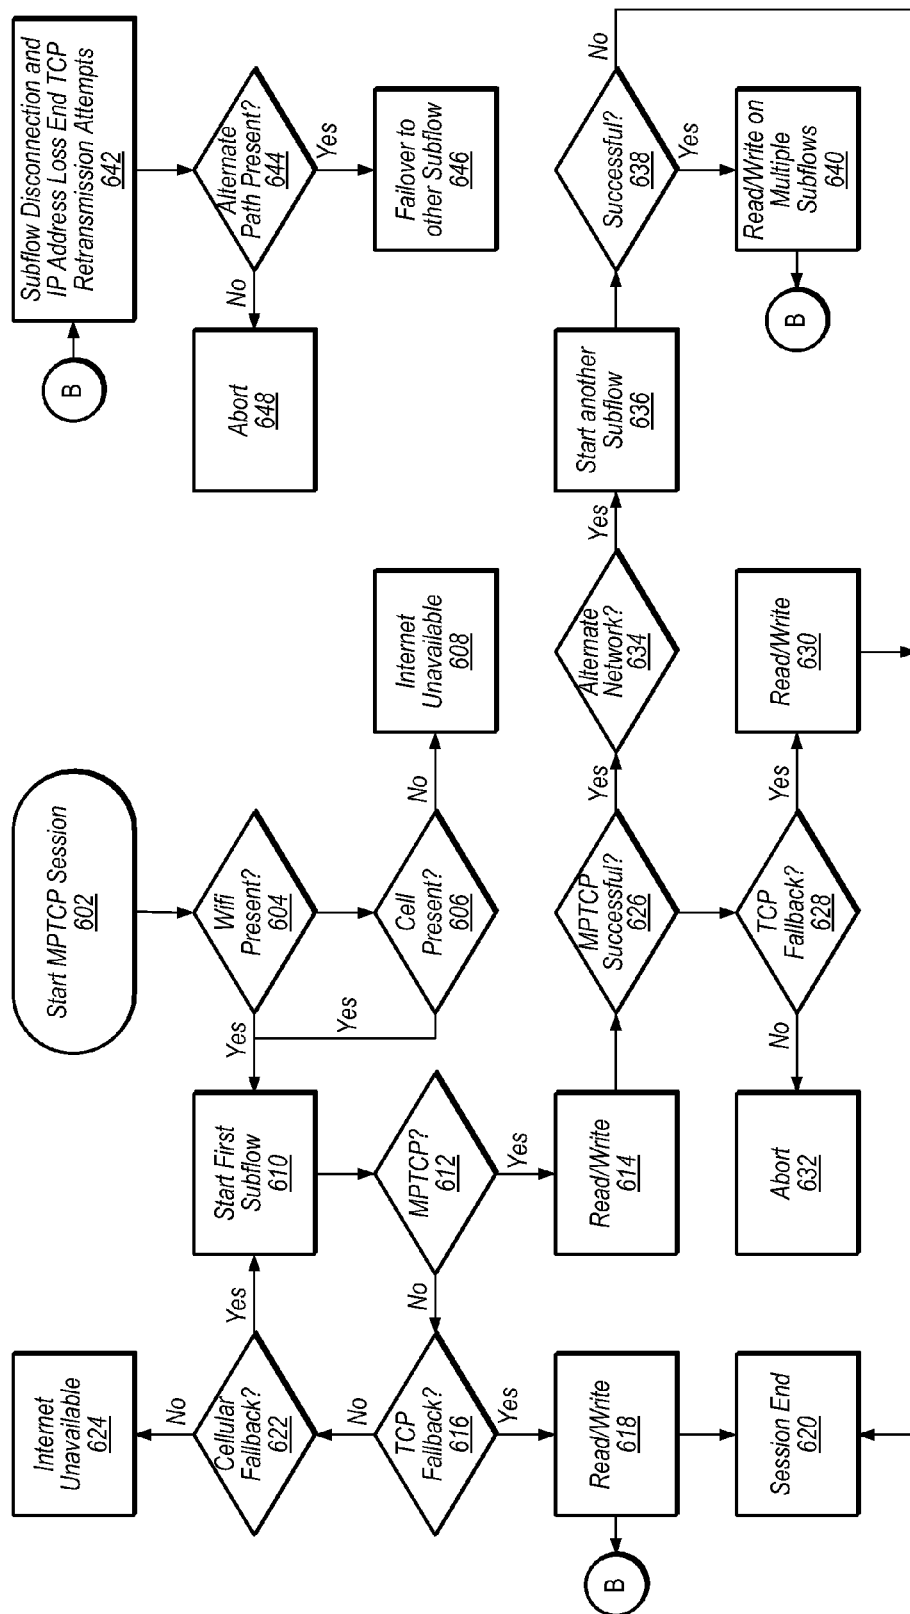 Start MPTCP Session
602
Wifi
Present?
604
Yes
Cell
Present?
606
Yes
No
Internet
Unavailable
608
Start First
Subflow
610
MPTCP?
612
Yes
No
Read/Write
614
TCP
Fallback?
616
Yes
No
Read/Write
618
B
Session End
620
Cellular
Fallback?
622
Yes
No
Internet
Unavailable
624
MPTCP
Successful?
626
Yes
TCP
Fallback?
628
Yes
No
Read/Write
630
Abort
632
Alternate
Network?
634
Yes
Start another
Subflow
636
Successful?
638
No
Yes
Read/Write on
Multiple
Subflows
640
B
B
Subflow Disconnection and
IP Address Loss End TCP
Retransmission Attempts
642
Alternate
Path Present?
644
Yes
No
Failover to
other Subflow
646
Abort
648